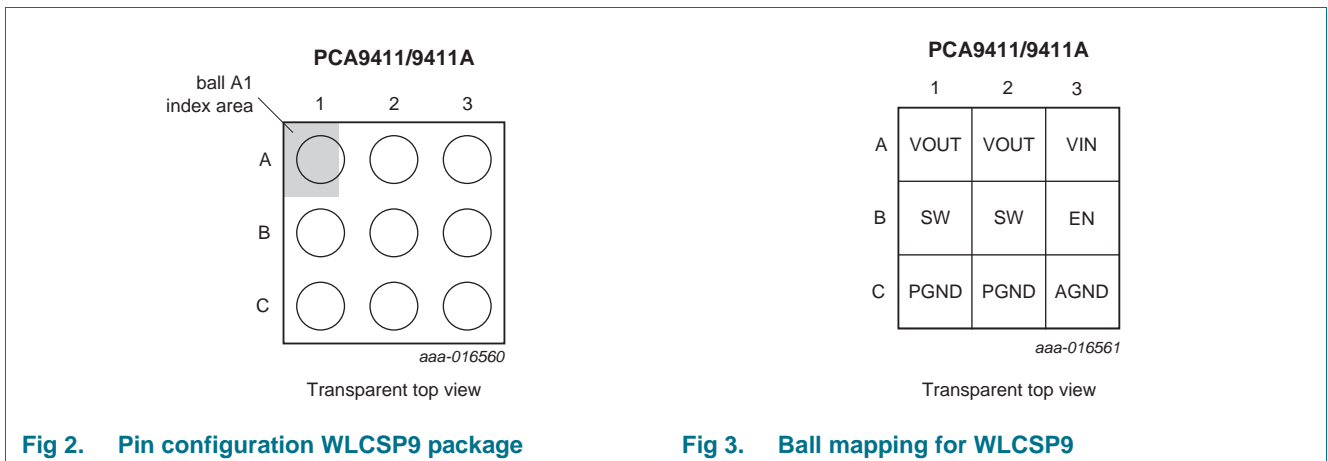 PCA9411/9411A
ball A1
index area
1 2 3
A
B
C
aaa-016560
Transparent top view
Fig 2. Pin configuration WLCSP9 package
PCA9411/9411A
1 2 3
A VOUT VOUT VIN
B SW SW EN
C PGND PGND AGND
aaa-016561
Transparent top view
Fig 3. Ball mapping for WLCSP9